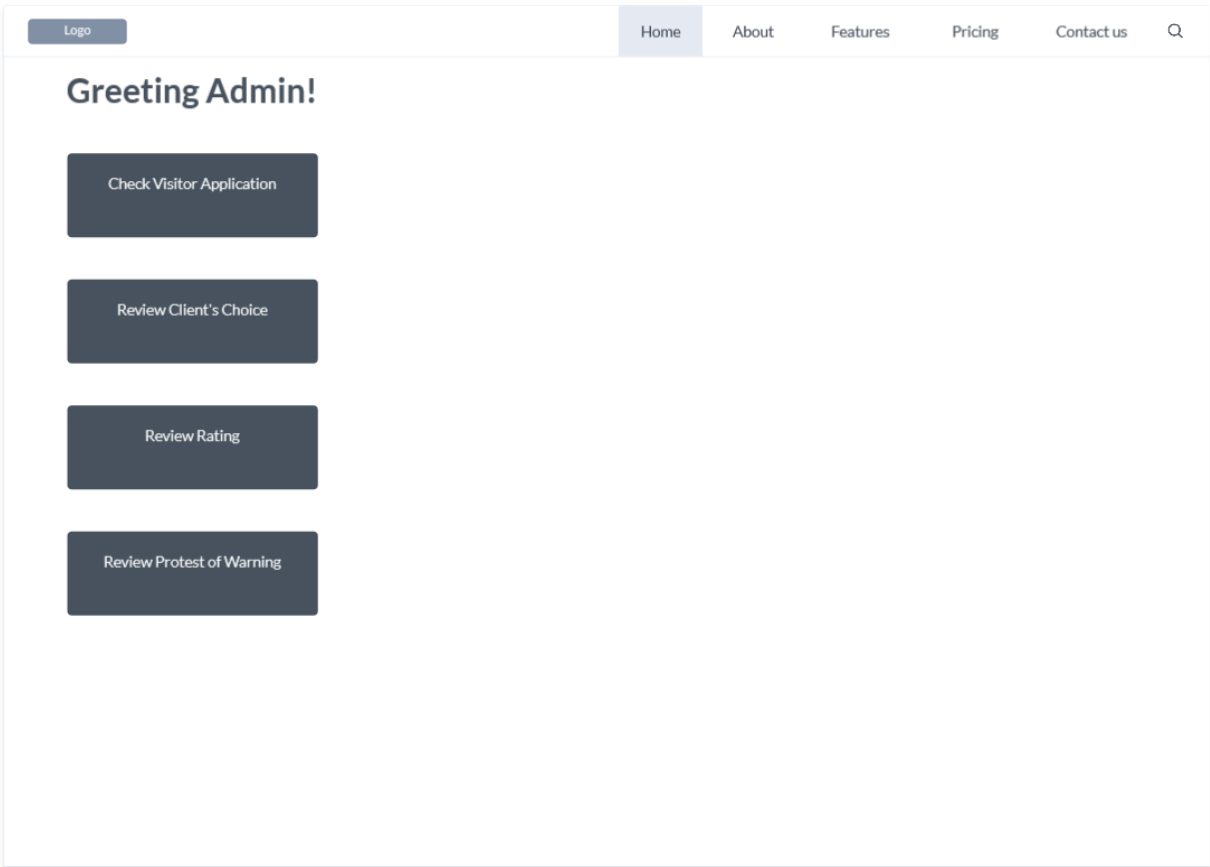 Logo
Home
About
Features
Pricing
Contact us
Greeting Admin!
Check Visitor Application
Review Client's Choice
Review Rating
Review Protest of Warning